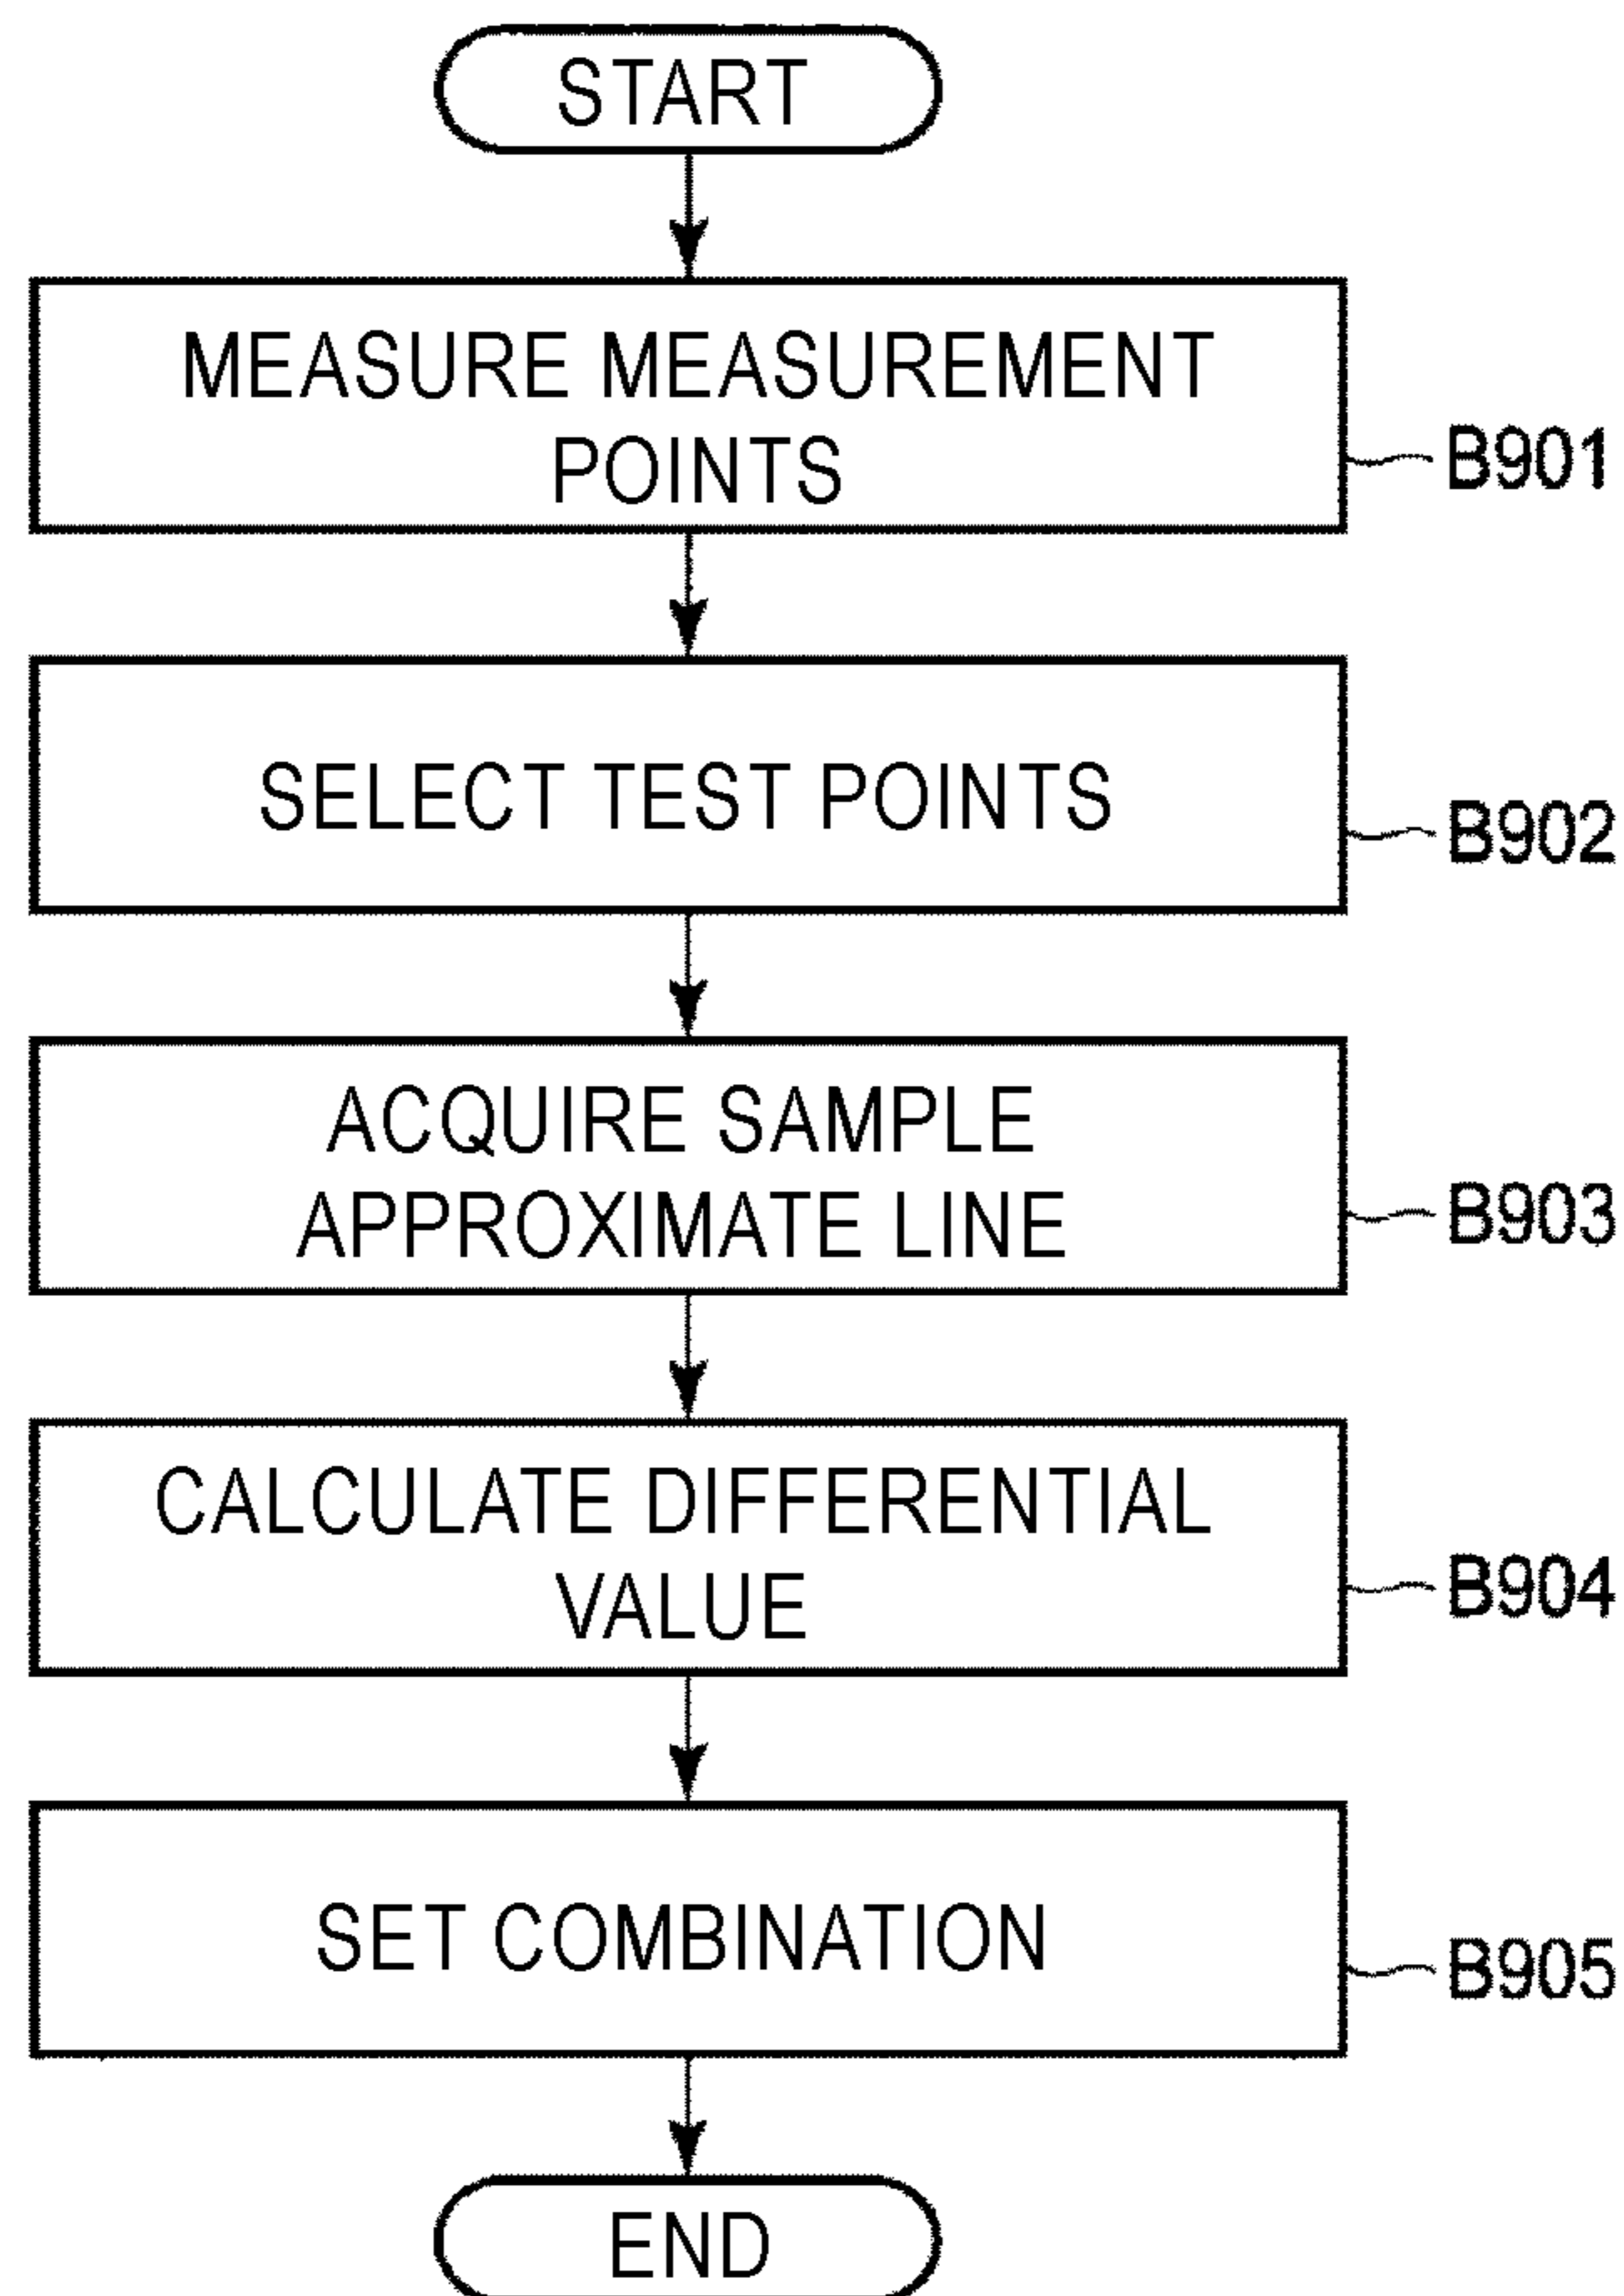 START
MEASURE MEASUREMENT
POINTS
B901
SELECT TEST POINTS
B902
ACQUIRE SAMPLE
APPROXIMATE LINE
B903
CALCULATE DIFFERENTIAL
VALUE
B904
SET COMBINATION
B905
END